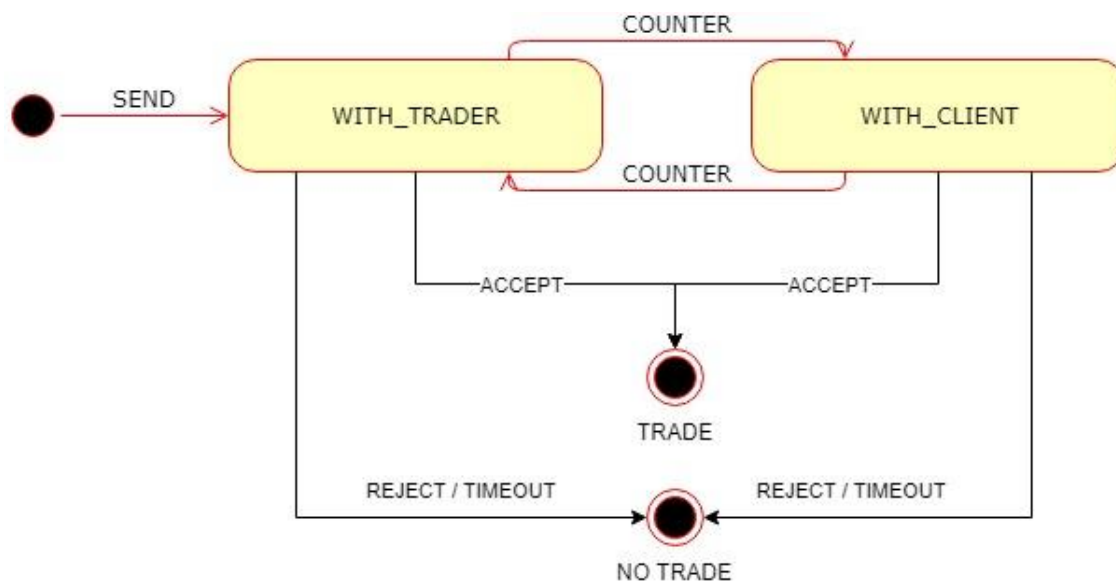 COUNTER
SEND
WITH_TRADER
WITH_CLIENT
COUNTER
ACCEPT
ACCEPT
TRADE
REJECT / TIMEOUT
REJECT / TIMEOUT
NO TRADE